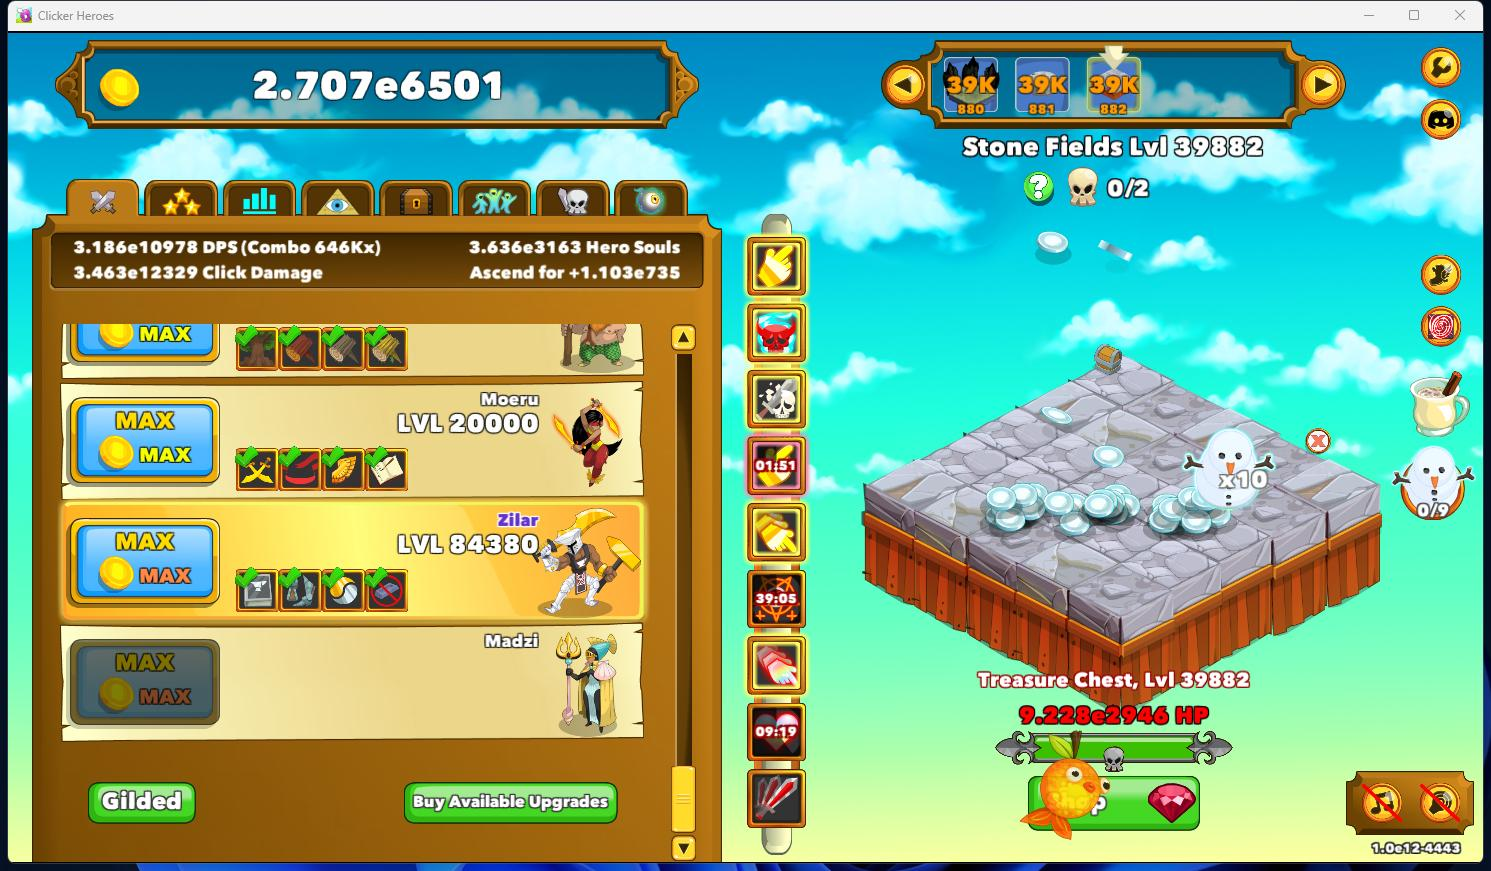 Clicker Heroes
2.707e6501
39K
880
39K
881
39K
882
Stone Fields Lvl 39882
0/2
3.186e10978 DPS (Combo 646Kx)
3.636e3163 Hero Souls
3.463e12329 Click Damage
Ascend for +1.103e735
MAX
MAX
MAX
Moeru
LVL 20000
MAX
MAX
Zilar
LVL 84380
MAX
MAX
Madzi
Gilded
Buy Available Upgrades
01:51
39:05
09:19
x10
0/9
Treasure Chest, Lvl 39882
9.228e2946 HP
Shop
1.0e12-4443